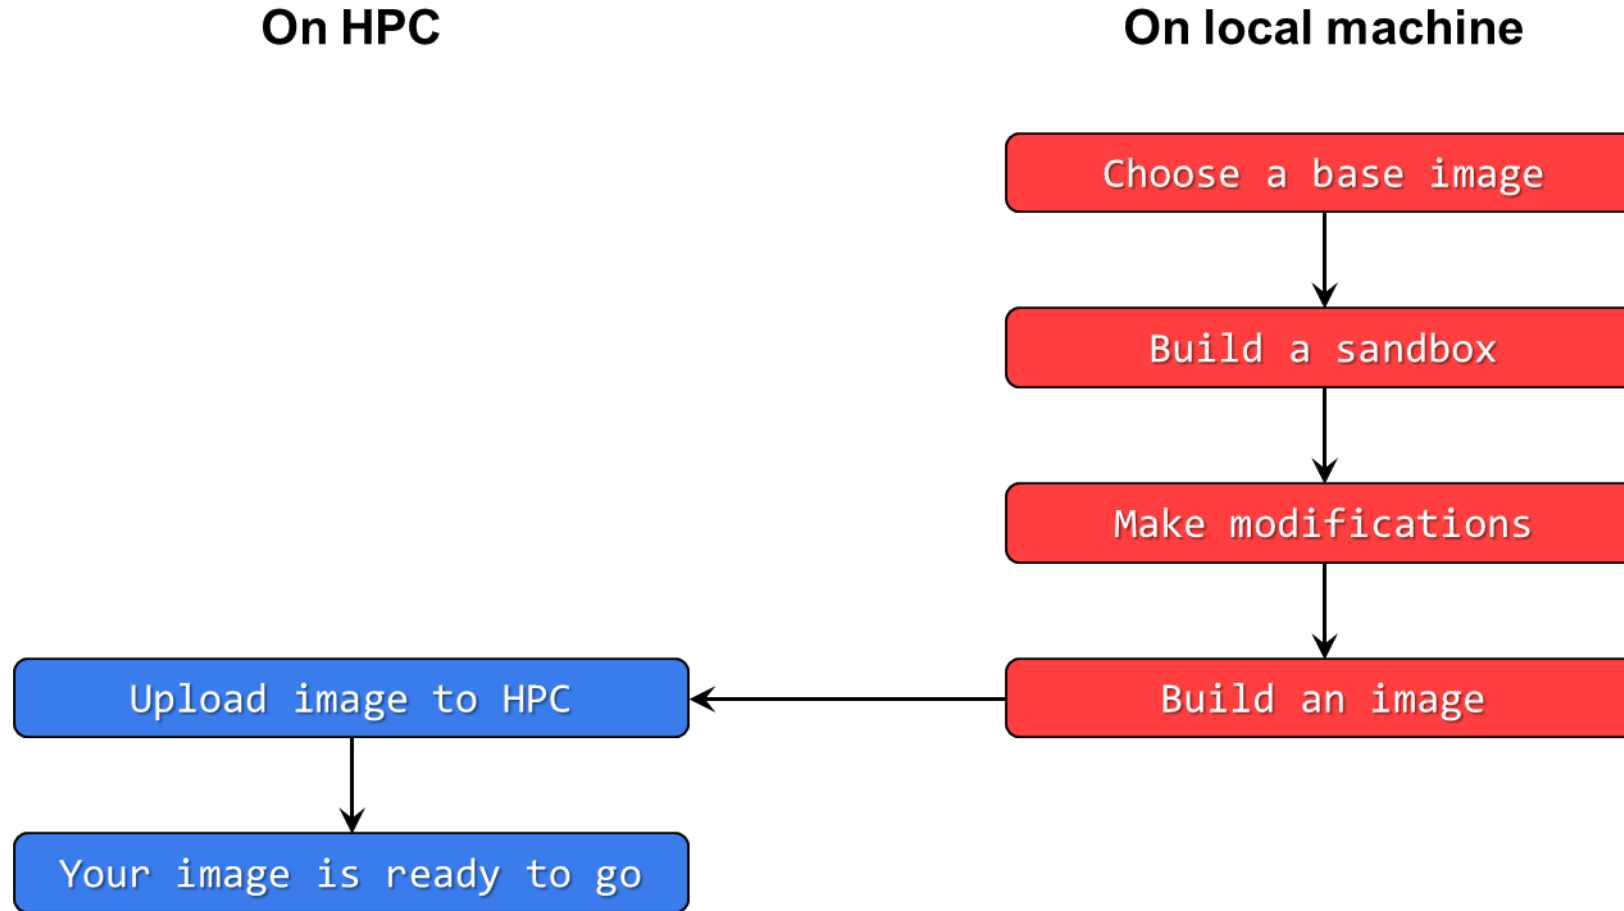 On HPC
On local machine
Choose a base image
Build a sandbox
Make modifications
Upload image to HPC
Build an image
Your image is ready to go